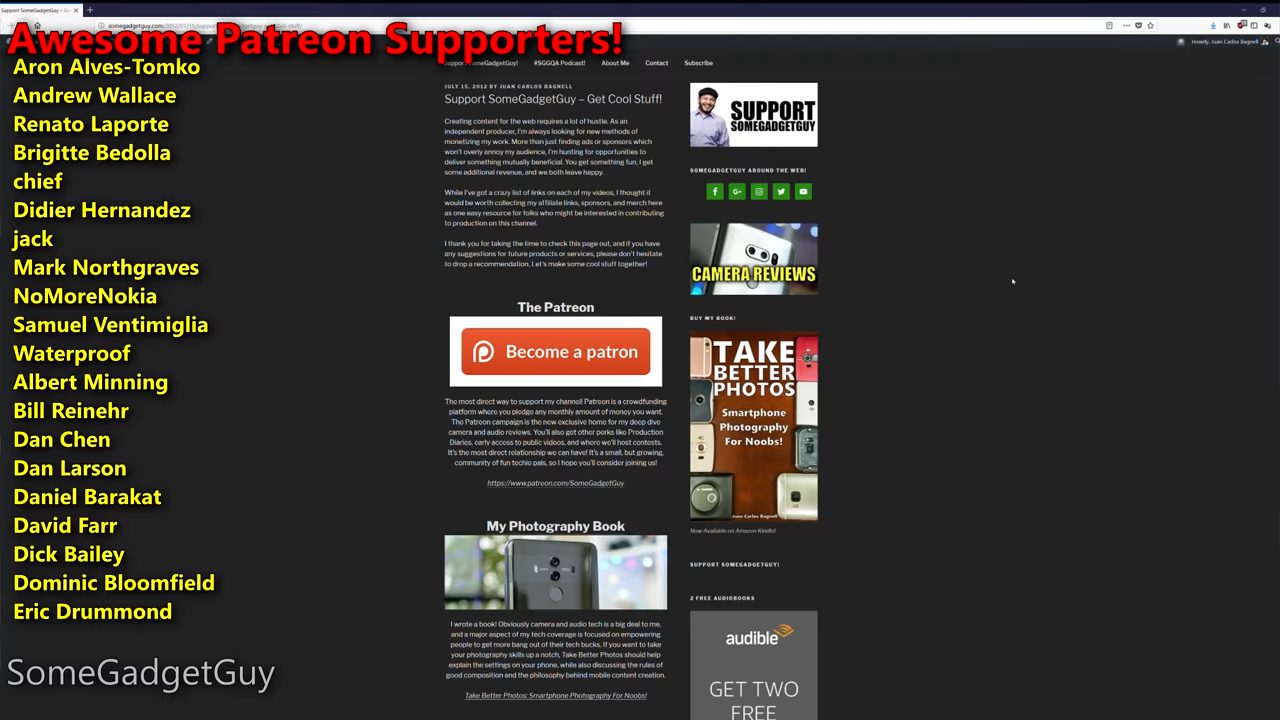 Support SomeGadgetGuy – Ge
somegadgetguy.com/2012/07/15/
Howdy, Juan Carlos Bagnell
Awesome Patreon Supporters!
Aron Alves-Tomko
Andrew Wallace
Renato Laporte
Brigitte Bedolla
chief
Didier Hernandez
jack
Mark Northgraves
NoMoreNokia
Samuel Ventimiglia
Waterproof
Albert Minning
Bill Reinehr
Dan Chen
Dan Larson
Daniel Barakat
David Farr
Dick Bailey
Dominic Bloomfield
Eric Drummond
SomeGadgetGuy
Support SomeGadgetGuy!
#SGGQA Podcast!
About Me
Contact
Subscribe
JULY 15, 2012 BY JUAN CARLOS BAGNELL
Support SomeGadgetGuy – Get Cool Stuff!
Creating content for the web requires a lot of hustle. As an
independent producer, I'm always looking for new methods of
monetizing my work. More than just finding ads or sponsors which
won't overly annoy my audience, I'm hunting for opportunities to
deliver something mutually beneficial. You get something fun, I get
some additional revenue, and we both leave happy.
While I've got a crazy list of links on each of my videos, I thought it
would be worth collecting my affiliate links, sponsors, and merch here
as one easy resource for folks who might be interested in contributing
to production on this channel.
I thank you for taking the time to check this page out, and if you have
any suggestions for future products or services, please don't hesitate
to drop a recommendation. Let's make some cool stuff together!
The Patreon
Become a patron
The most direct way to support my channel! Patreon is a crowdfunding
platform where you pledge any monthly amount of money you want.
The Patreon campaign is the new exclusive home for my deep dive
camera and audio reviews. You'll also get other perks like Production
Diaries, early access to public videos, and where we'll host contests.
It's the most direct relationship we can have! It's a small, but growing,
community of fun techie pals, so I hope you'll consider joining us!
https://www.patreon.com/SomeGadgetGuy
My Photography Book
I wrote a book! Obviously camera and audio tech is a big deal to me,
and a major aspect of my tech coverage is focused on empowering
people to get more bang out of their tech bucks. If you want to take
your photography skills up a notch, Take Better Photos should help
explain the settings on your phone, while also discussing the rules of
good composition and the philosophy behind mobile content creation.
Take Better Photos: Smartphone Photography For Noobs!
SUPPORT
SOMEGADGETGUY
SOMEGADGETGUY AROUND THE WEB!
CAMERA REVIEWS
BUY MY BOOK!
TAKE
BETTER
PHOTOS
Smartphone
Photography
For Noobs!
Juan Carlos Bagnell
Now Available on Amazon Kindle!
SUPPORT SOMEGADGETGUY!
2 FREE AUDIOBOOKS
audible
GET TWO
FREE